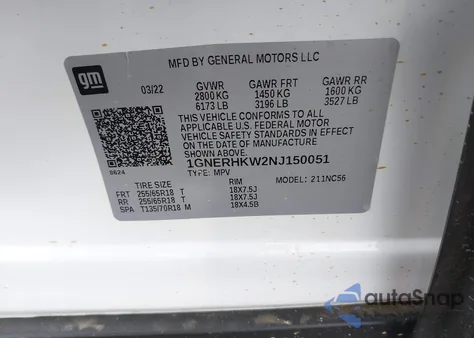 gm
MFD BY GENERAL MOTORS LLC
03/22 GVWR GAWR FRT GAWR RR
2800 KG 1450 KG 1600 KG
6173 LB 3196 LB 3527 LB
THIS VEHICLE CONFORMS TO ALL
APPLICABLE U.S. FEDERAL MOTOR
VEHICLE SAFETY STANDARDS IN EFFECT
ON THE DATE OF MANUFACTURE SHOWN ABOVE.
1GNERHKW2NJ150051
TYPE: MPV MODEL: 211NC56
8624
RIM
FRT 255/65R18 T 18X7.5J
RR 255/65R18 T 18X7.5J
SPA T135/70R18 M 18X4.5B
autoSnap